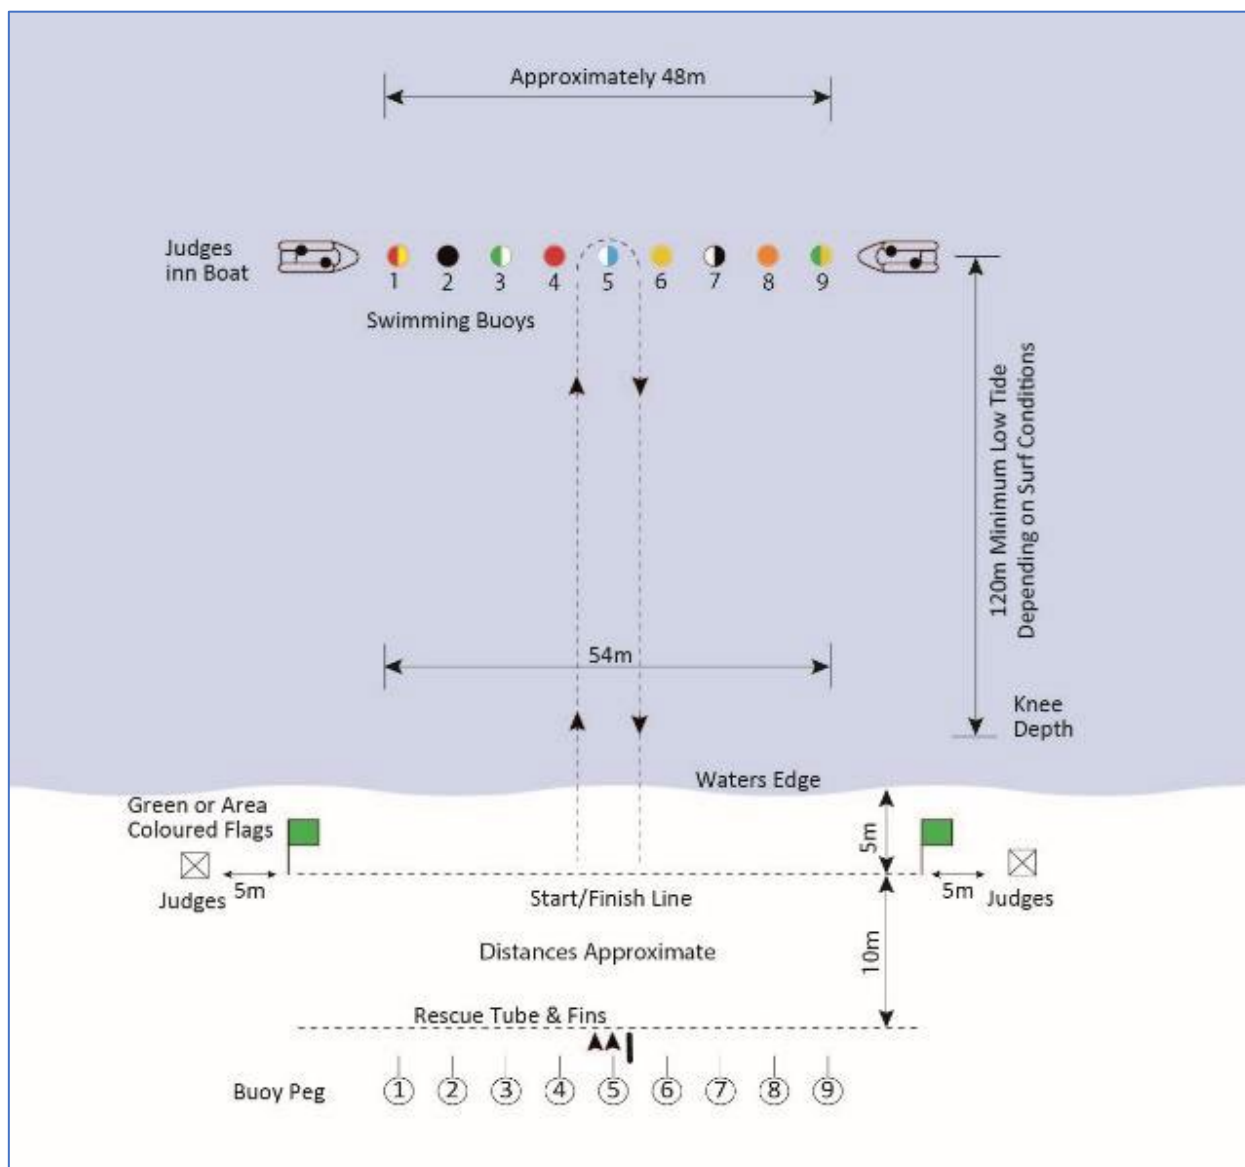 Approximately 48m
Judges
inn Boat
1 2 3 4 5 6 7 8 9
Swimming Buoys
120m Minimum Low Tide
Depending on Surf Conditions
54m
Knee
Depth
Waters Edge
Green or Area
Coloured Flags
5m
Judges
5m
Start/Finish Line
5m
Judges
Distances Approximate
10m
Rescue Tube & Fins
Buoy Peg
1 2 3 4 5 6 7 8 9